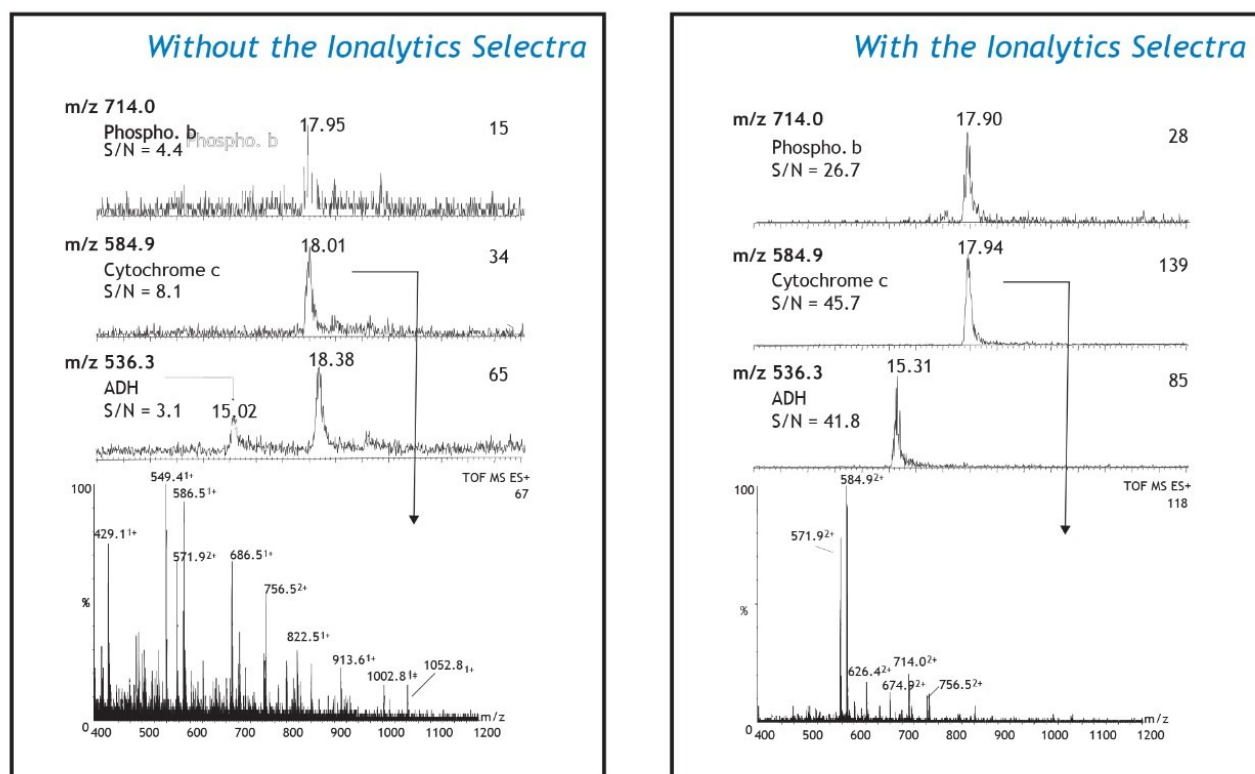 Without the Ionalytics Selectra
m/z 714.0
Phospho. b
Phospho. b
S/N = 4.4
17.95
15
m/z 584.9
Cytochrome c
S/N = 8.1
18.01
34
m/z 536.3
ADH
S/N = 3.1
15.02
18.38
65
TOF MS ES+
67
100
%
0
549.4¹⁺
586.5¹⁺
429.1¹⁺
571.9²⁺
686.5¹⁺
756.5²⁺
822.5¹⁺
913.6¹⁺
1002.8¹⁺
1052.8¹⁺
m/z
400 500 600 700 800 900 1000 1100 1200
With the Ionalytics Selectra
m/z 714.0
Phospho. b
S/N = 26.7
17.90
28
m/z 584.9
Cytochrome c
S/N = 45.7
17.94
139
m/z 536.3
ADH
S/N = 41.8
15.31
85
TOF MS ES+
118
100
%
0
584.9²⁺
571.9²⁺
626.4²⁺
714.0²⁺
674.9²⁺
756.5²⁺
m/z
400 500 600 700 800 900 1000 1100 1200